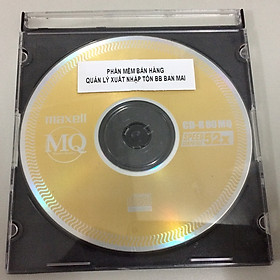 PHẦN MỀM BÁN HÀNG
QUẢN LÝ XUẤT NHẬP TỒN BB BAN MAI
maxell
MQ